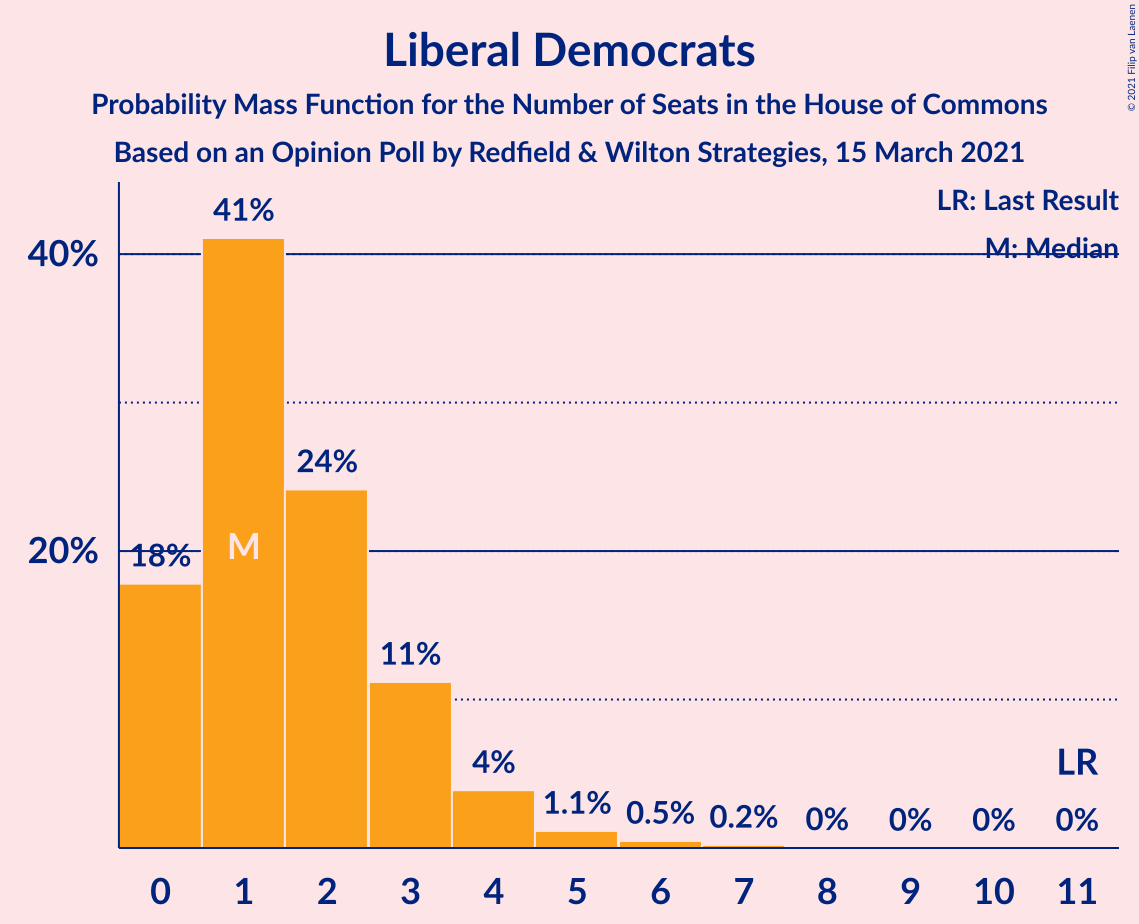 Liberal Democrats
Probability Mass Function for the Number of Seats in the House of Commons
Based on an Opinion Poll by Redfield & Wilton Strategies, 15 March 2021
© 2021 Filip van Laenen
LR: Last Result
M: Median
40%
20%
18%
41%
M
24%
11%
4%
1.1%
0.5%
0.2%
0%
0%
0%
LR
0%
0 1 2 3 4 5 6 7 8 9 10 11